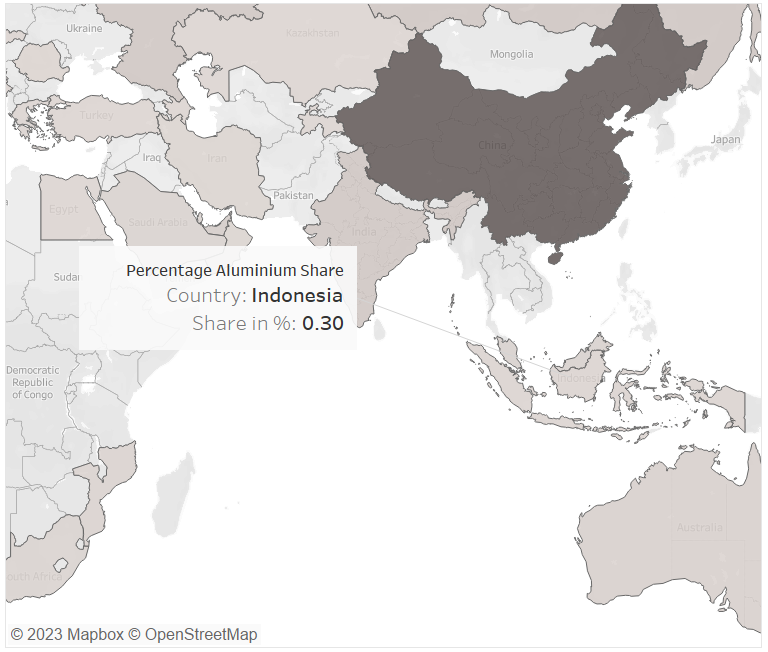 Ukraine
Kazakhstan
Mongolia
Turkey
China
Japan
Iraq
Iran
Pakistan
Egypt
Saudi Arabia
India
Percentage Aluminium Share
Country: Indonesia
Share in %: 0.30
Sudan
Democratic
Republic
of Congo
Indonesia
Australia
outh Africa
© 2023 Mapbox © OpenStreetMap